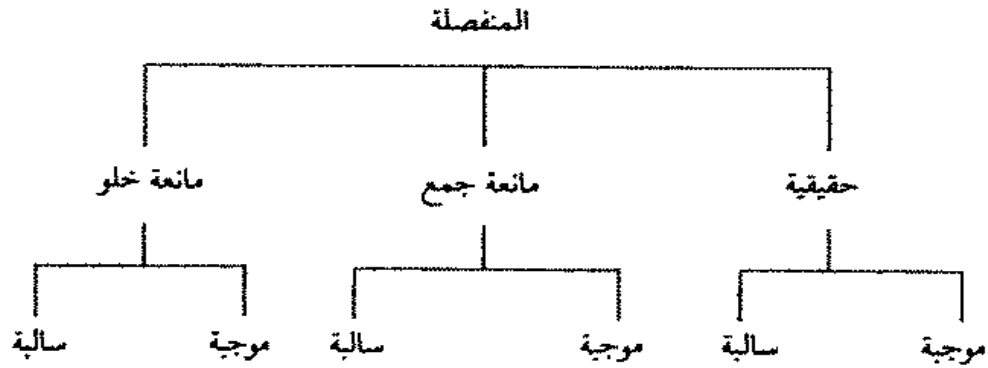 المنفصلة
حقيقية مانعة جمع مانعة خلو
موجبة سالبة موجبة سالبة موجبة سالبة